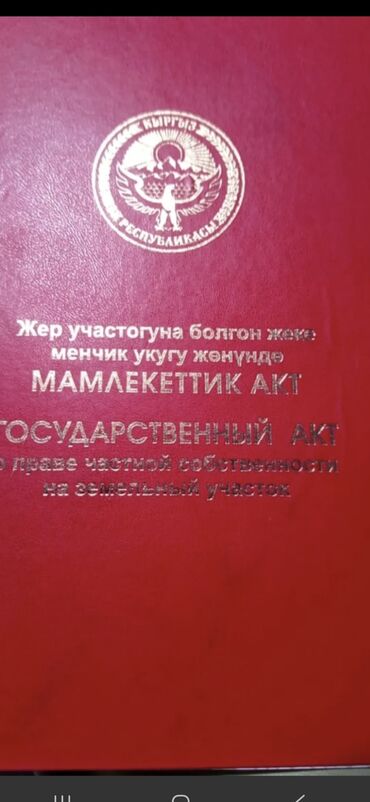 КЫРГЫЗ
РЕСПУБЛИКАСЫ
Жер участогуна болгон жеке
менчик укугу жөнүндө
МАМЛЕКЕТТИК АКТ
ГОСУДАРСТВЕННЫЙ АКТ
о праве частной собственности
на земельный участок